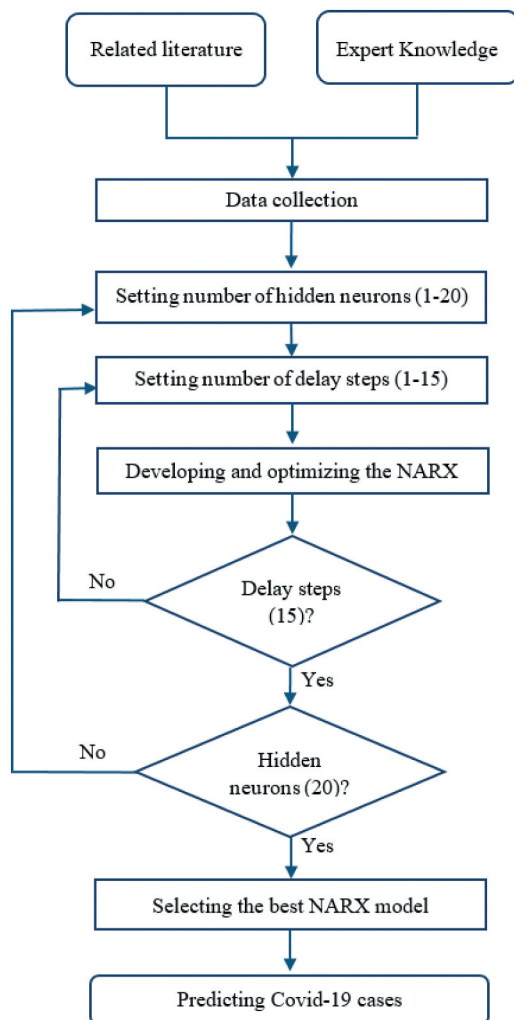 Related literature
Expert Knowledge
Data collection
Setting number of hidden neurons (1-20)
Setting number of delay steps (1-15)
Developing and optimizing the NARX
No
Delay steps
(15)?
Yes
No
Hidden
neurons (20)?
Yes
Selecting the best NARX model
Predicting Covid-19 cases